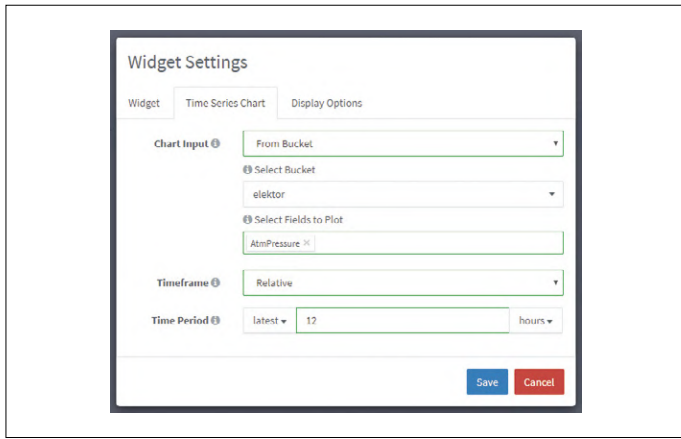 Widget Settings
Widget Time Series Chart Display Options
Chart Input From Bucket
Select Bucket
elektor
Select Fields to Plot
AtmPressure ×
Timeframe Relative
Time Period latest 12 hours
Save Cancel